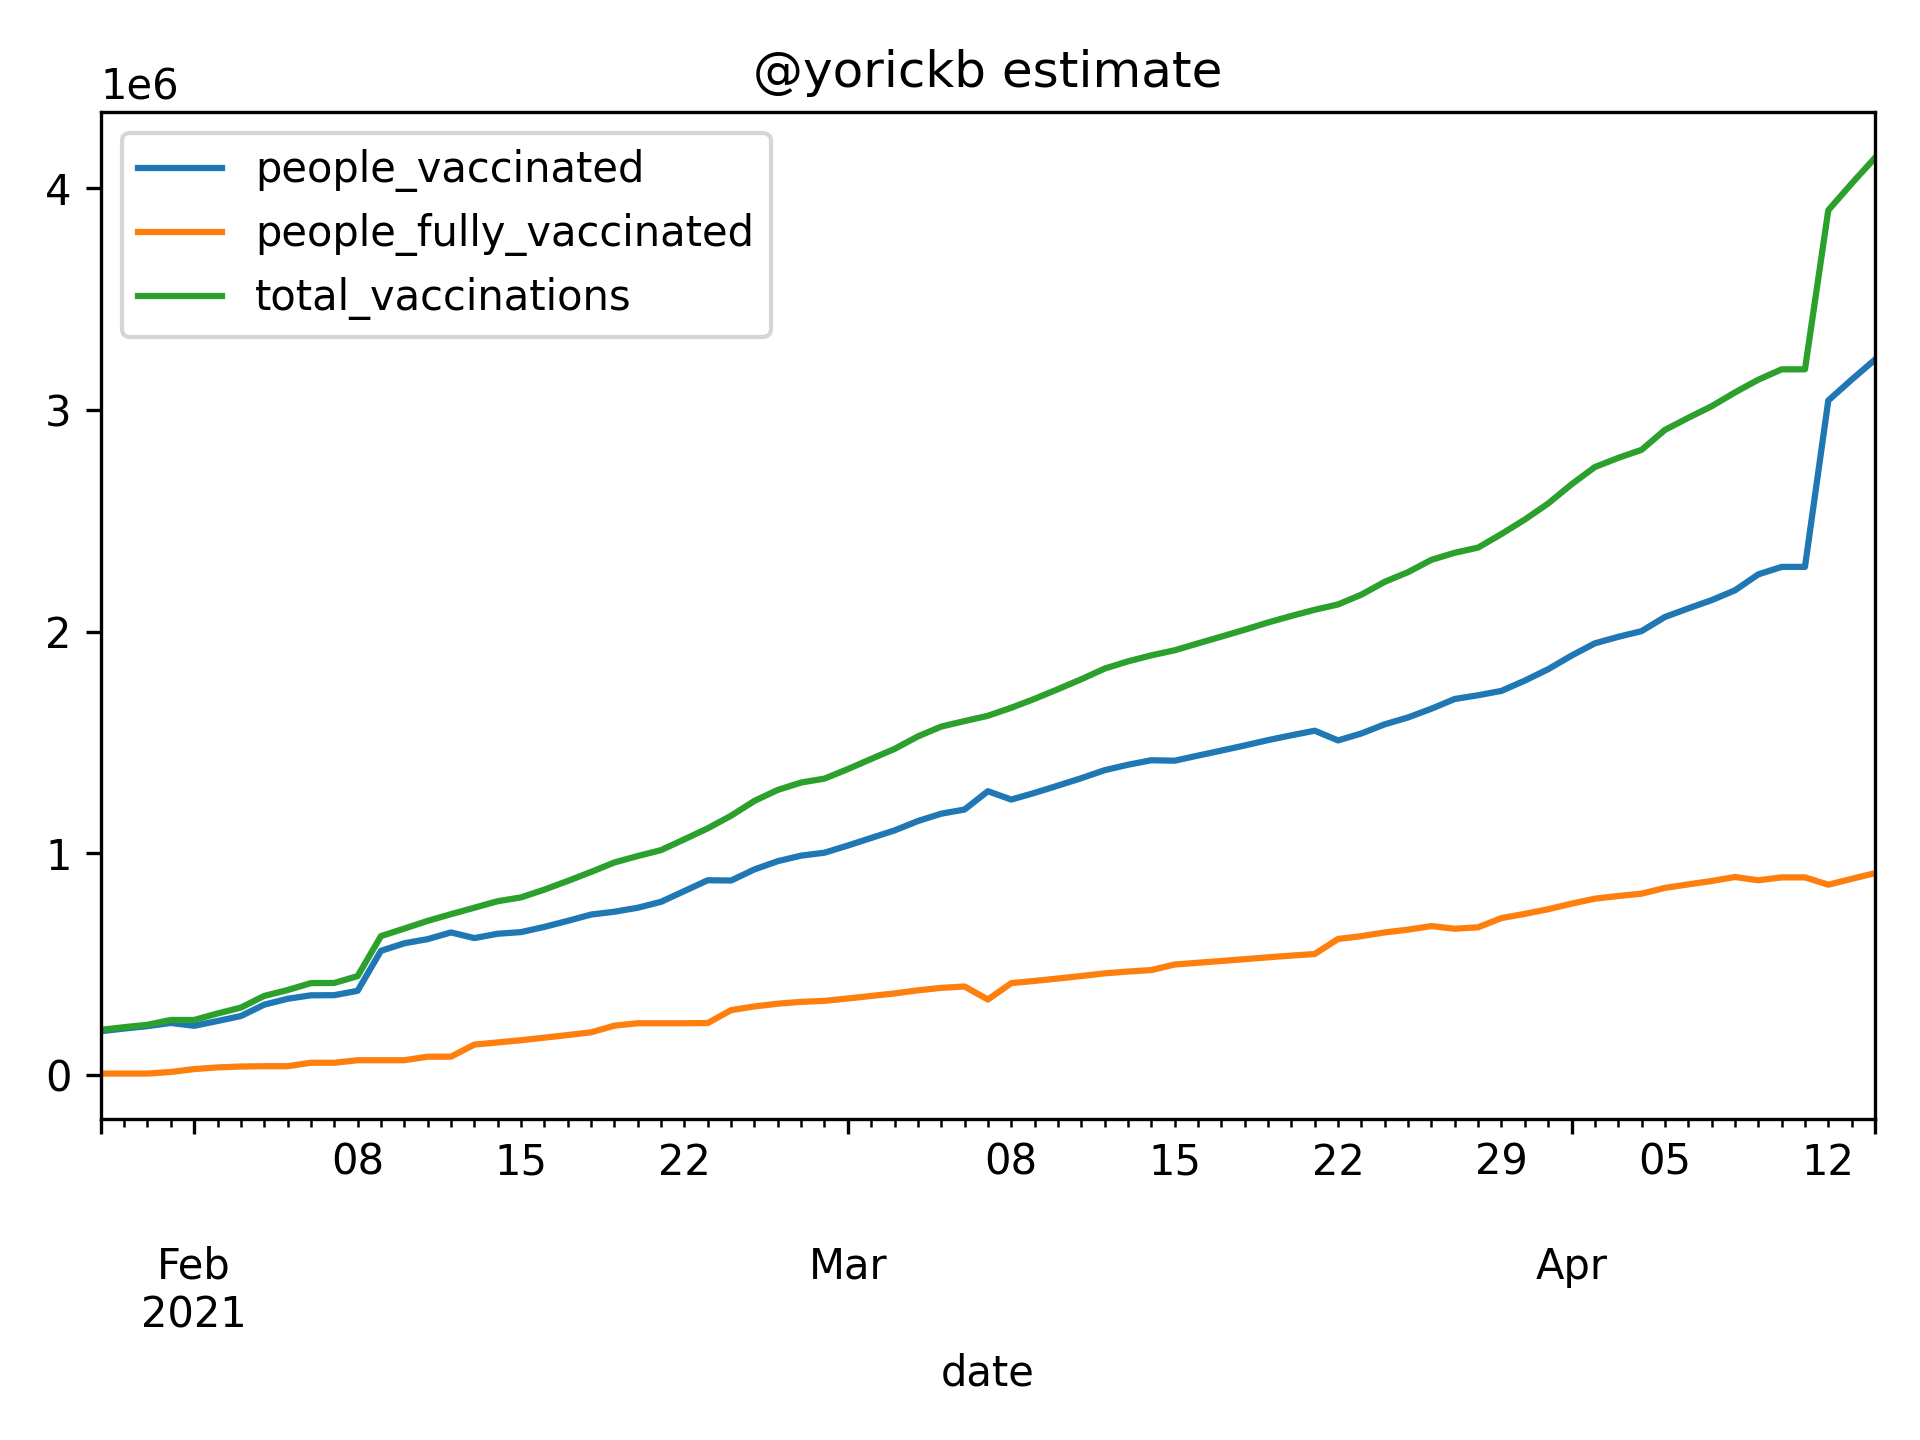 @yorickb estimate
1e6
people_vaccinated
people_fully_vaccinated
total_vaccinations
4
3
2
1
0
08 15 22 08 15 22 29 05 12
Feb Mar Apr
2021
date